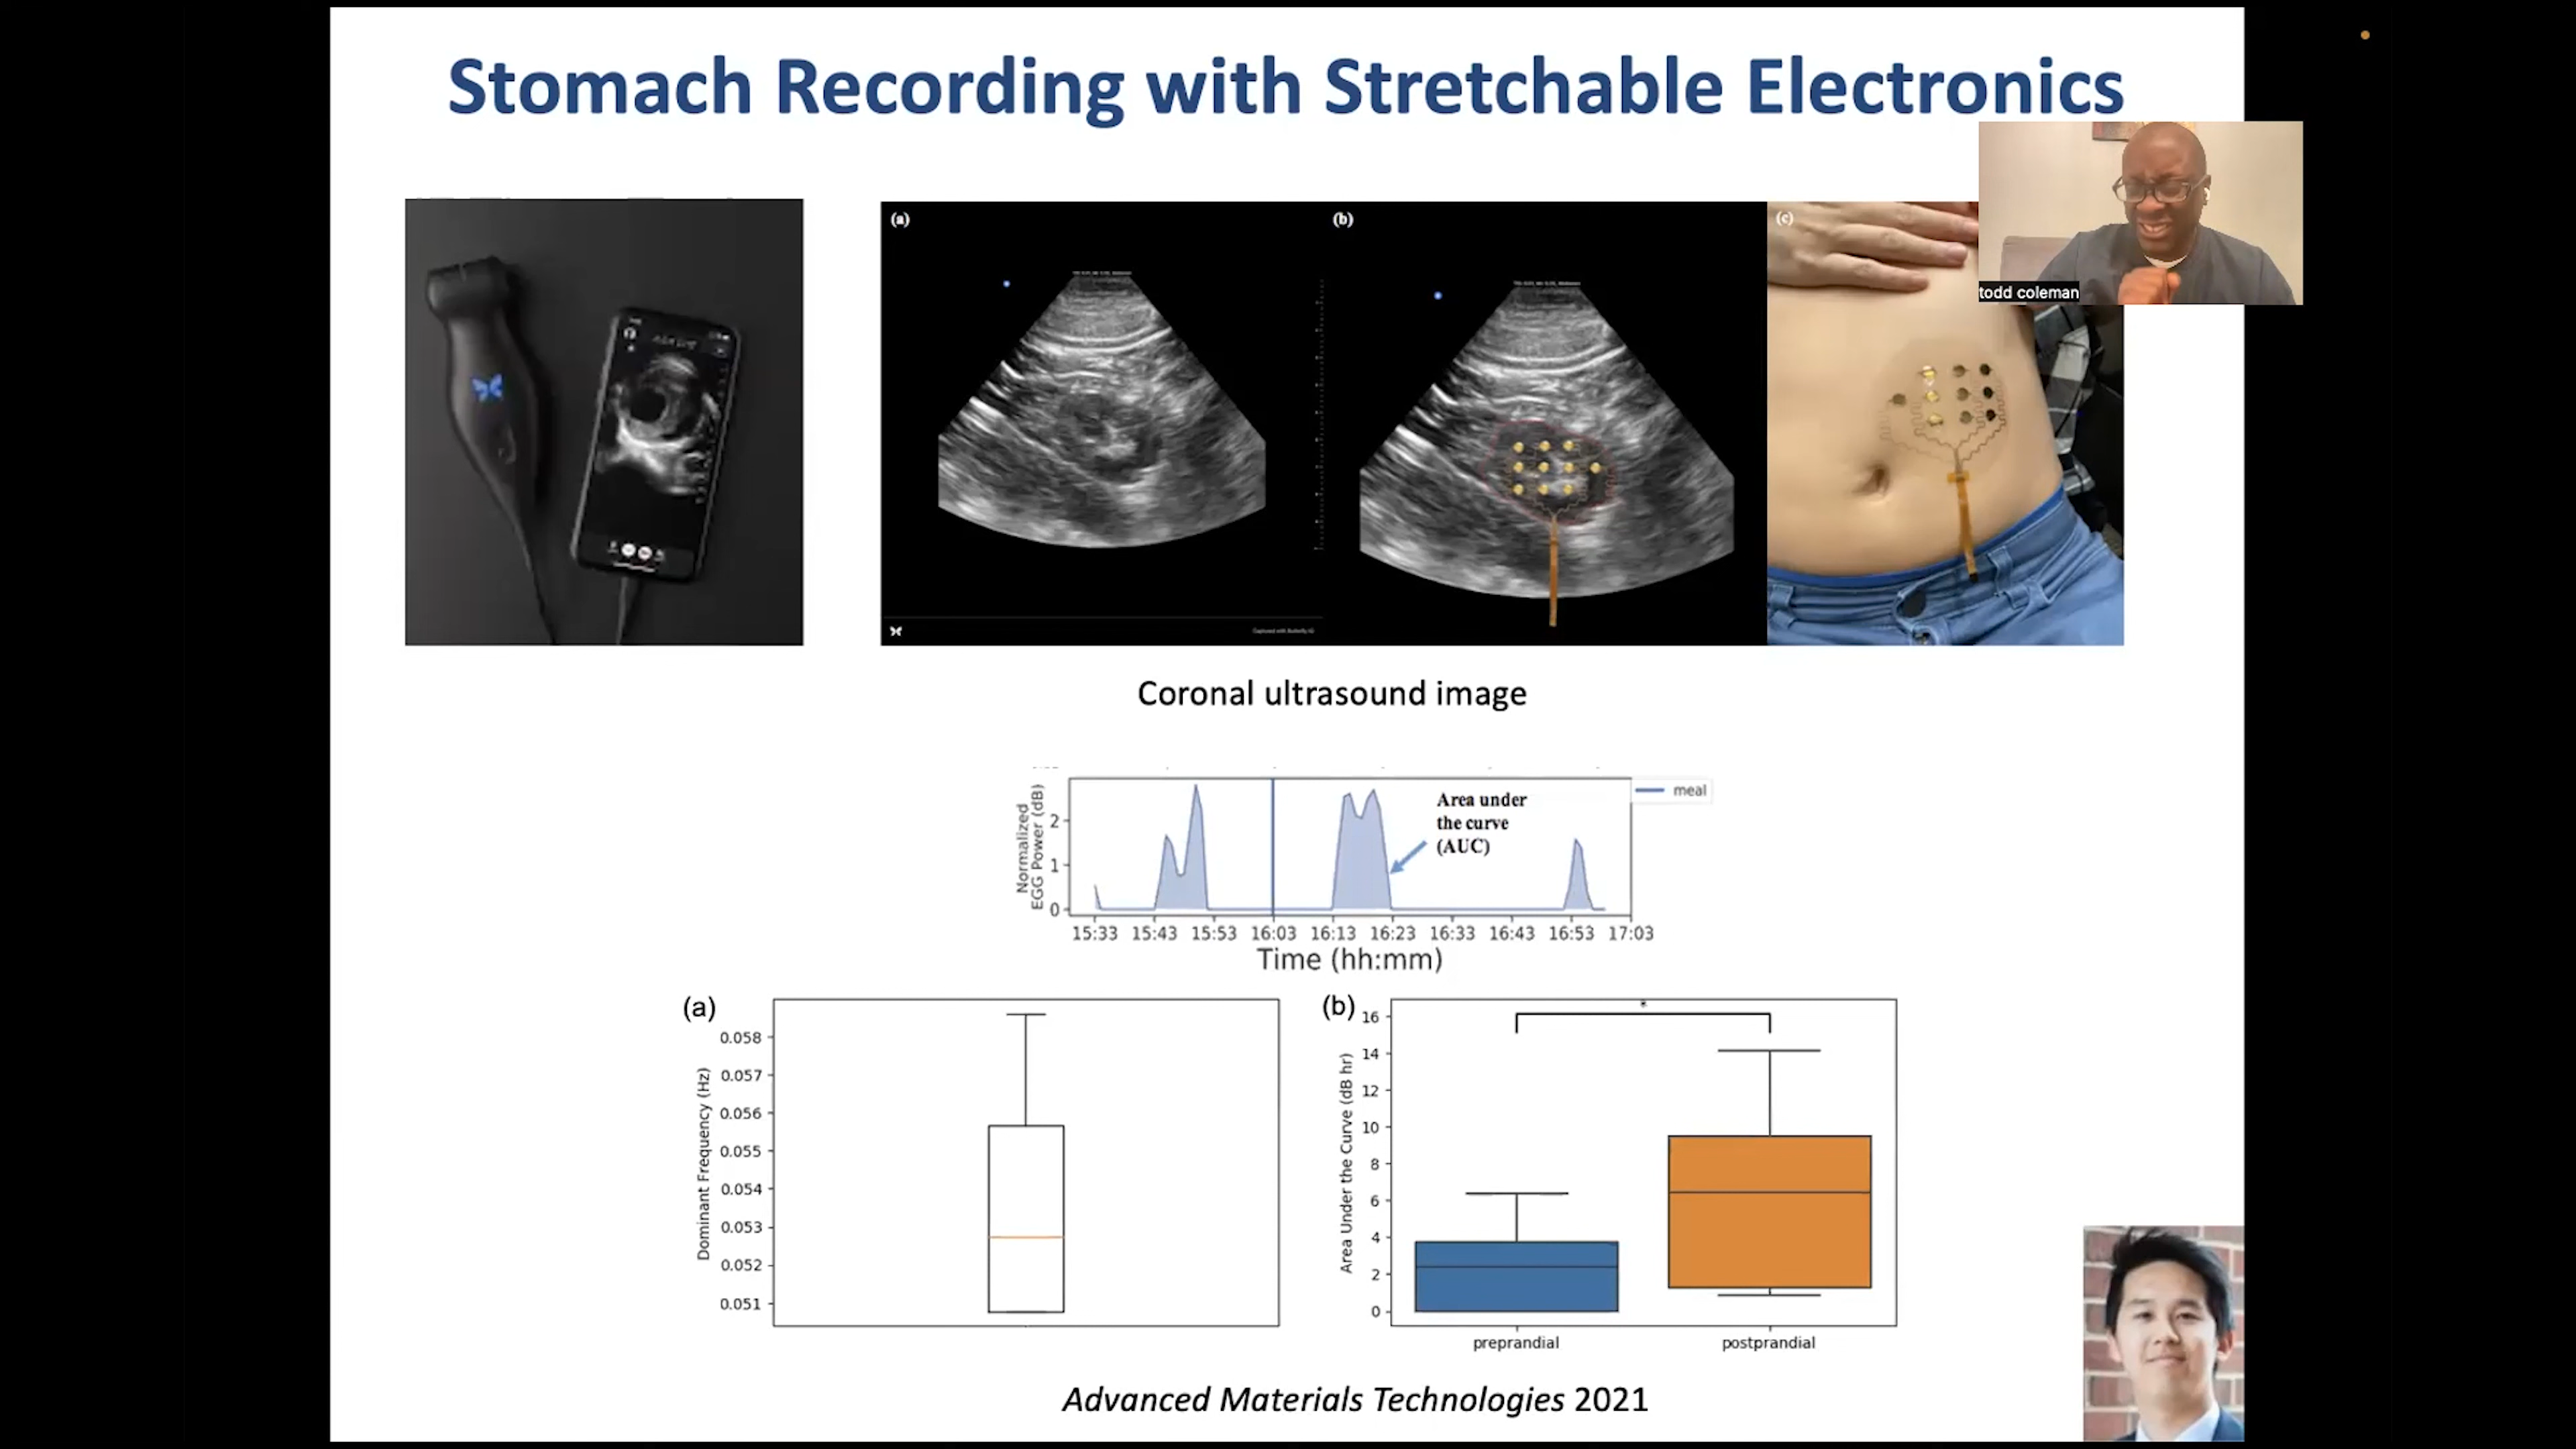 Stomach Recording with Stretchable Electronics
todd coleman
(a)
(b)
(c)
Coronal ultrasound image
Normalized
EGG Power (dB)
2
1
0
Area under
the curve
(AUC)
meal
15:33 15:43 15:53 16:03 16:13 16:23 16:33 16:43 16:53 17:03
Time (hh:mm)
(a)
Dominant Frequency (Hz)
0.058
0.057
0.056
0.055
0.054
0.053
0.052
0.051
(b)
Area Under the Curve (dB hr)
16
14
12
10
8
6
4
2
0
*
preprandial
postprandial
Advanced Materials Technologies 2021